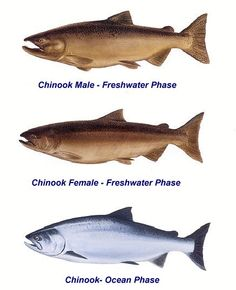 Chinook Male - Freshwater Phase
Chinook Female - Freshwater Phase
Chinook- Ocean Phase